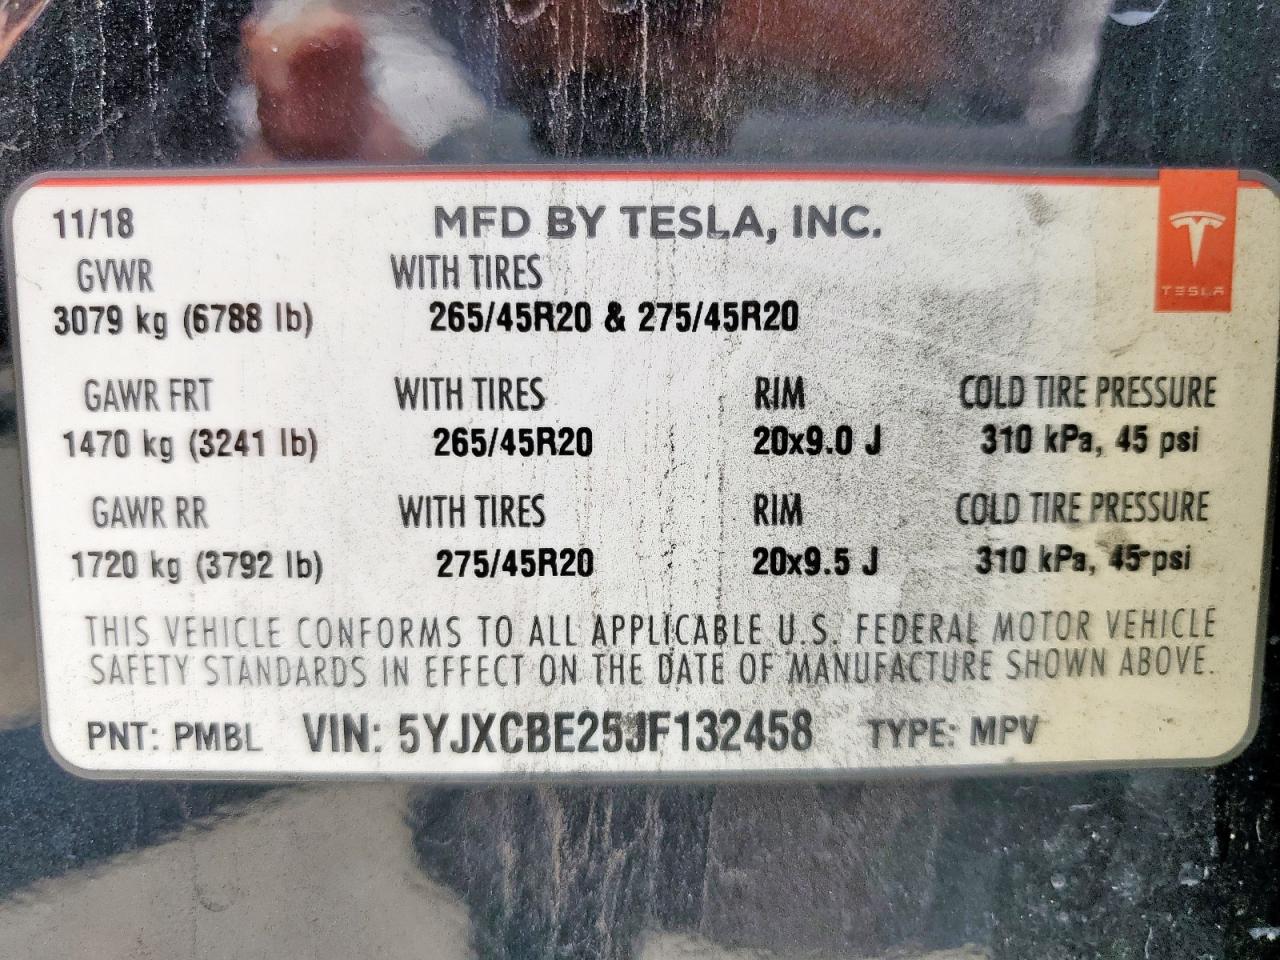 11/18 MFD BY TESLA, INC.
TESLA
GVWR WITH TIRES
3079 kg (6788 lb) 265/45R20 & 275/45R20
GAWR FRT WITH TIRES RIM COLD TIRE PRESSURE
1470 kg (3241 lb) 265/45R20 20x9.0 J 310 kPa, 45 psi
GAWR RR WITH TIRES RIM COLD TIRE PRESSURE
1720 kg (3792 lb) 275/45R20 20x9.5 J 310 kPa, 45 psi
THIS VEHICLE CONFORMS TO ALL APPLICABLE U.S. FEDERAL MOTOR VEHICLE
SAFETY STANDARDS IN EFFECT ON THE DATE OF MANUFACTURE SHOWN ABOVE.
PNT: PMBL VIN: 5YJXCBE25JF132458 TYPE: MPV